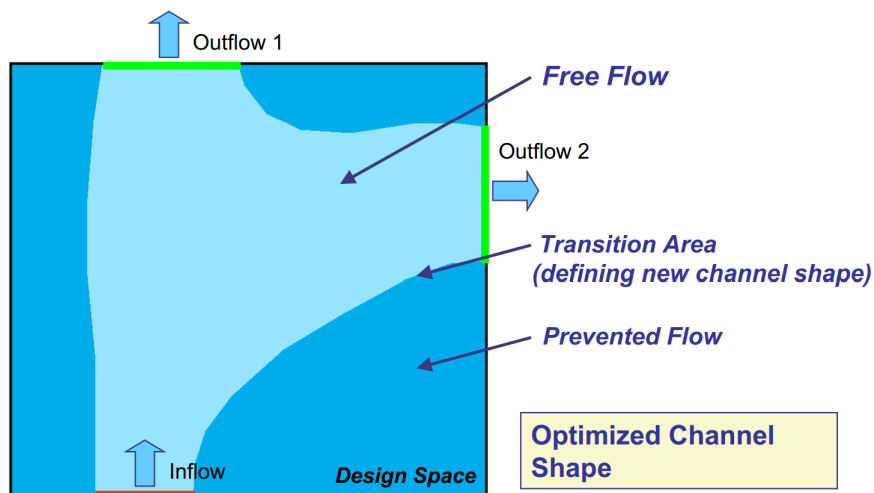 Outflow 1
Free Flow
Outflow 2
Transition Area
(defining new channel shape)
Prevented Flow
Optimized Channel
Shape
Inflow
Design Space